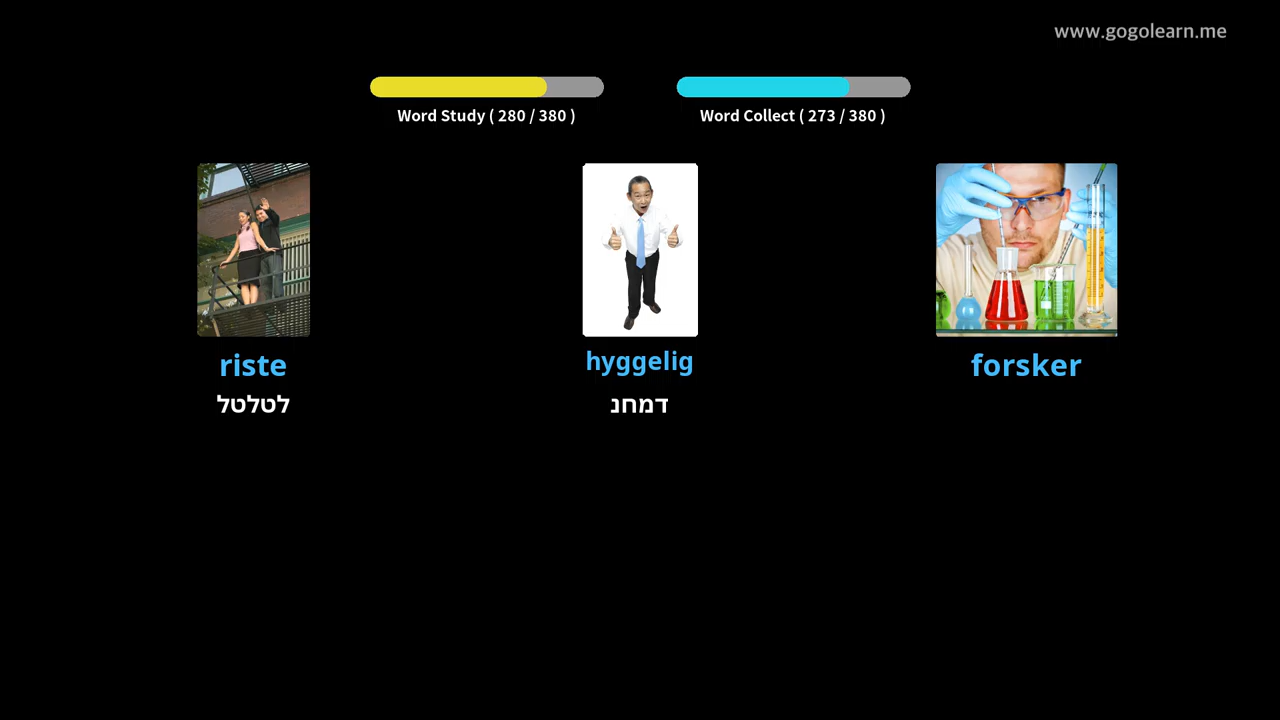 www.gogolearn.me
Word Study ( 280 / 380 )
Word Collect ( 273 / 380 )
riste
לטלטל
hyggelig
דמחנ
forsker